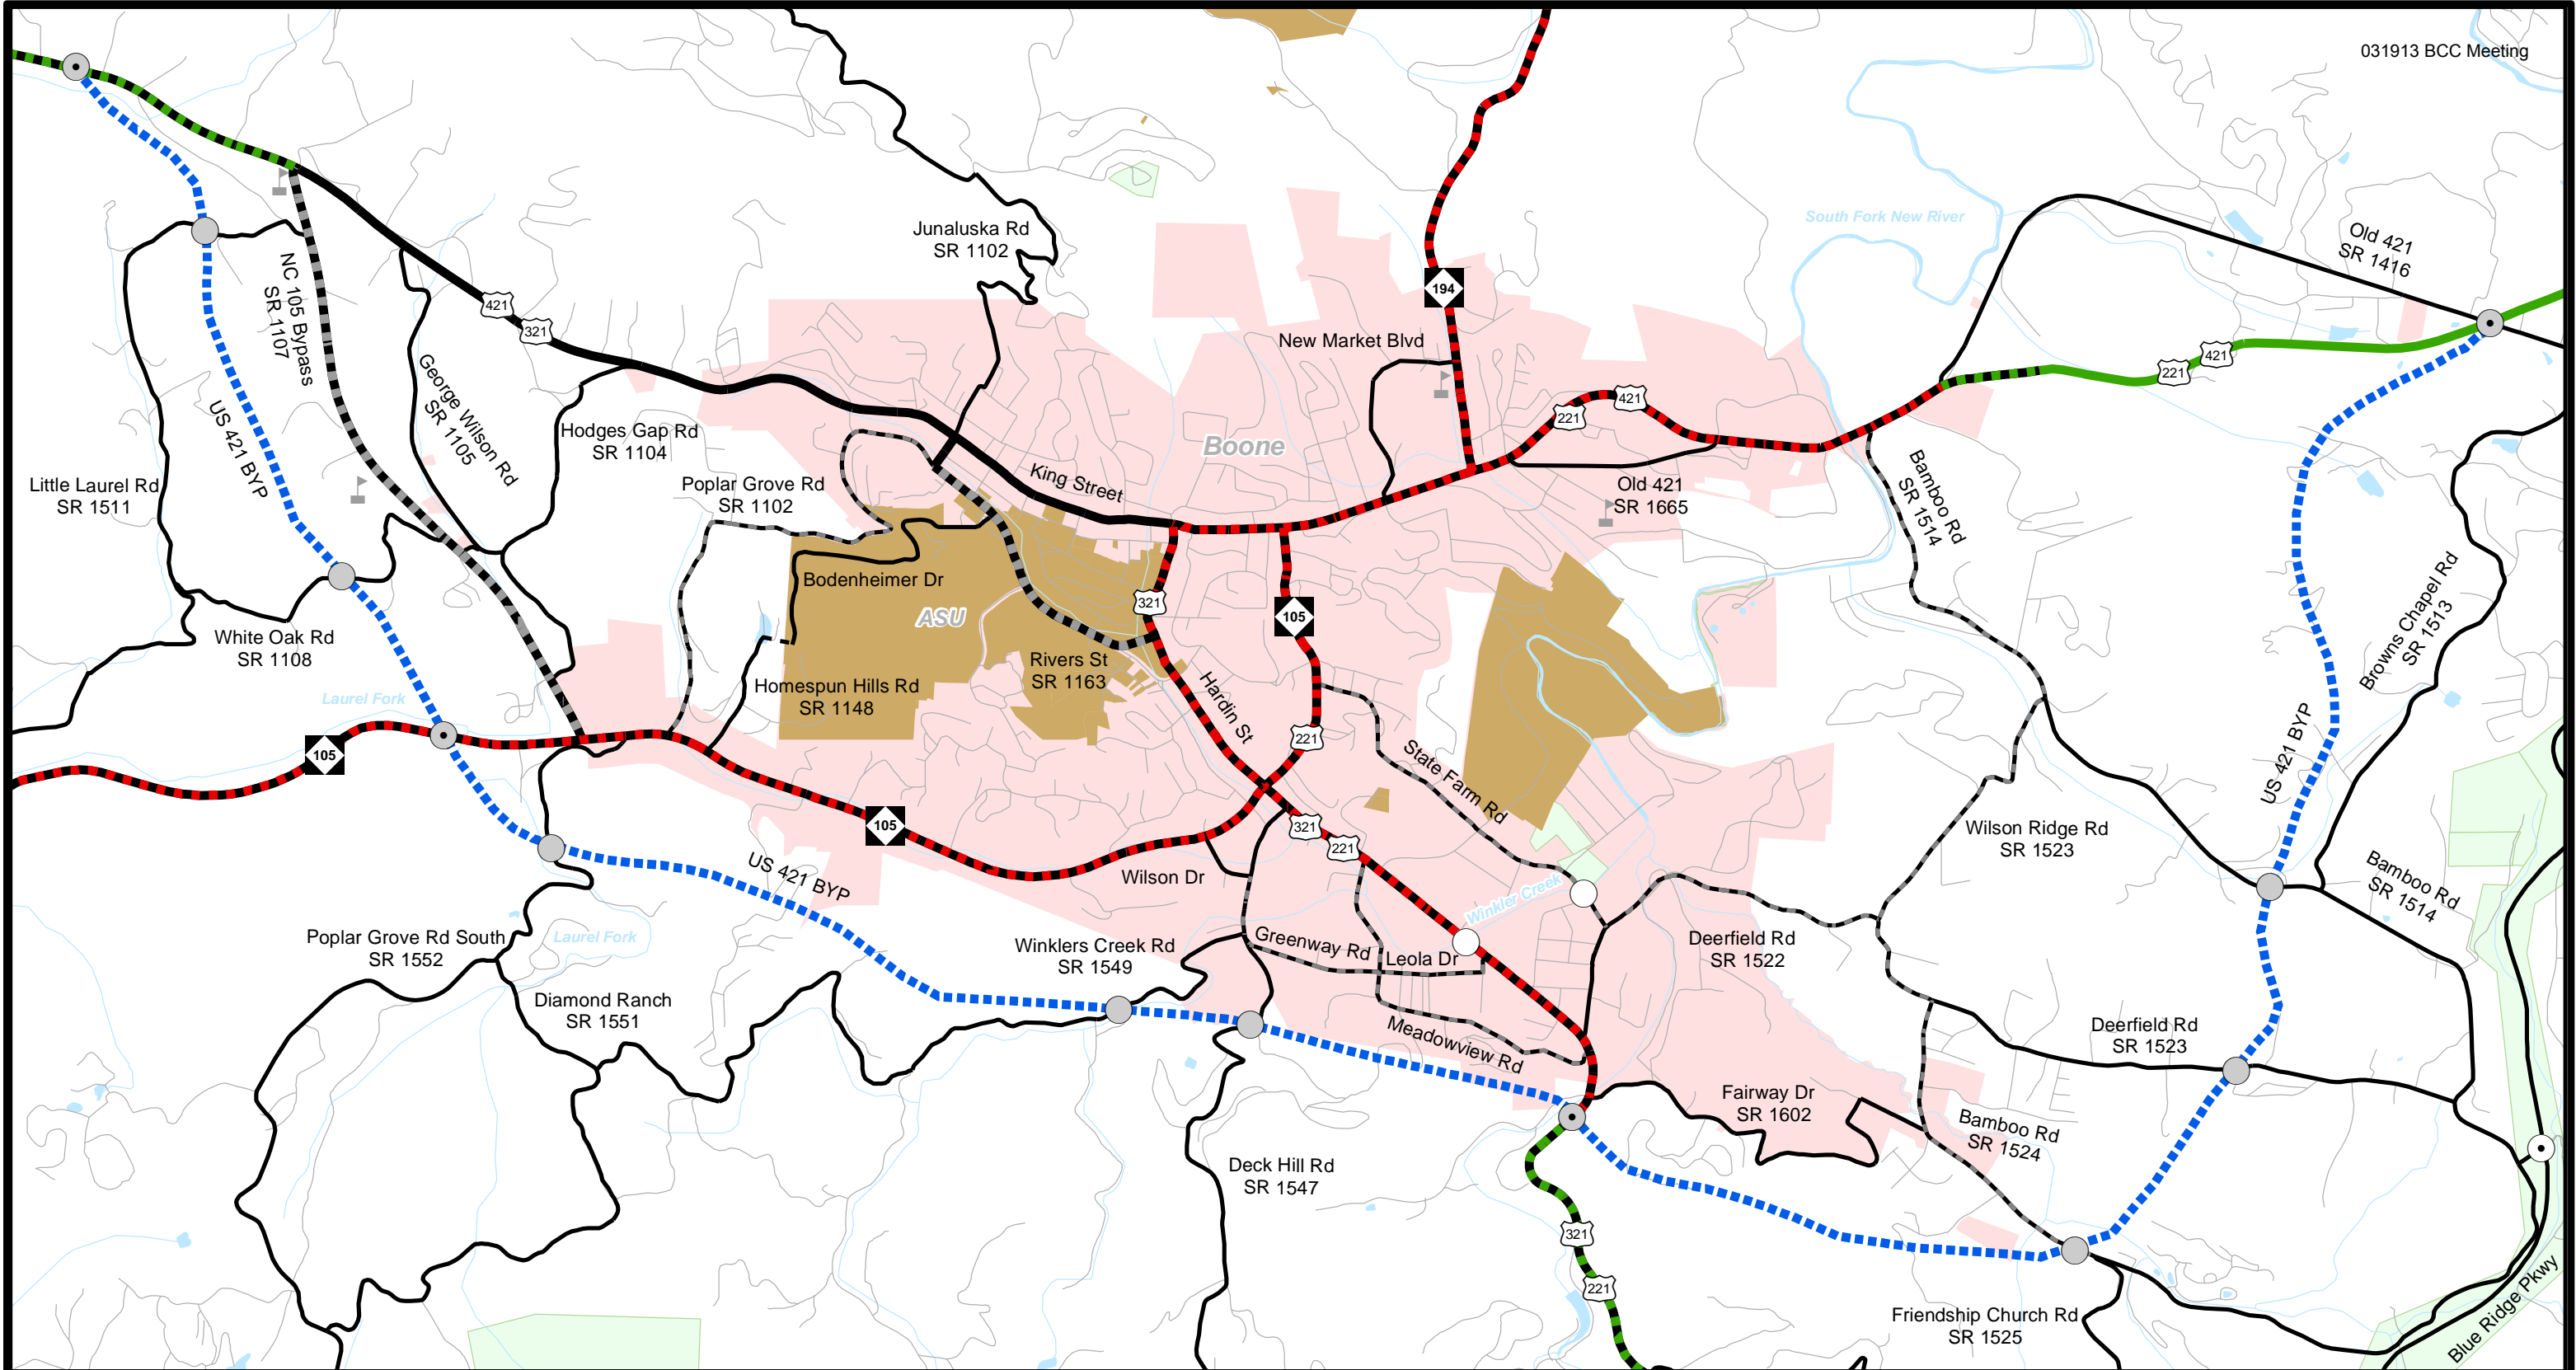 031913 BCC Meeting
Junaluska Rd
SR 1102
South Fork New River
Old 421
SR 1416
194
NC 105 Bypass
SR 1107
421
321
New Market Blvd
421
221
George Wilson Rd
SR 1105
421
221
US 421 BYP
Hodges Gap Rd
SR 1104
Boone
King Street
Little Laurel Rd
SR 1511
Poplar Grove Rd
SR 1102
Old 421
SR 1665
Bamboo Rd
SR 1514
Bodenheimer Dr
ASU
321
105
Browns Chapel Rd
SR 1513
White Oak Rd
SR 1108
Rivers St
SR 1163
Laurel Fork
Homespun Hills Rd
SR 1148
Hardin St
105
221
State Farm Rd
US 421 BYP
105
321
221
Wilson Ridge Rd
SR 1523
US 421 BYP
Wilson Dr
Bamboo Rd
SR 1514
Winkler Creek
Poplar Grove Rd South
SR 1552
Laurel Fork
Winklers Creek Rd
SR 1549
Greenway Rd
Leola Dr
Deerfield Rd
SR 1522
Diamond Ranch
SR 1551
Meadowview Rd
Deerfield Rd
SR 1523
Fairway Dr
SR 1602
Bamboo Rd
SR 1524
Deck Hill Rd
SR 1547
321
221
Friendship Church Rd
SR 1525
Blue Ridge Pkwy